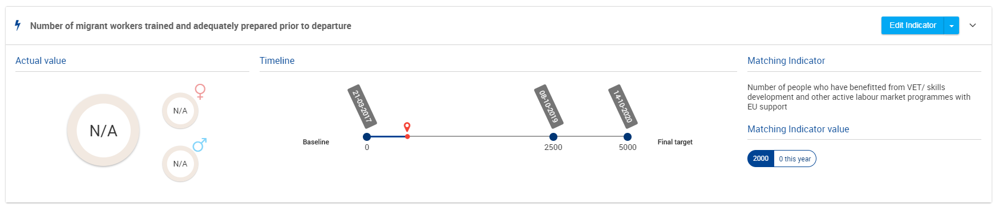 Number of migrant workers trained and adequately prepared prior to departure
Edit Indicator
Actual value
N/A
N/A
N/A
Timeline
21-03-2017
08-10-2019
14-10-2020
Baseline
0
2500
5000
Final target
Matching Indicator
Number of people who have benefitted from VET/ skills
development and other active labour market programmes with
EU support
Matching Indicator value
2000
0 this year